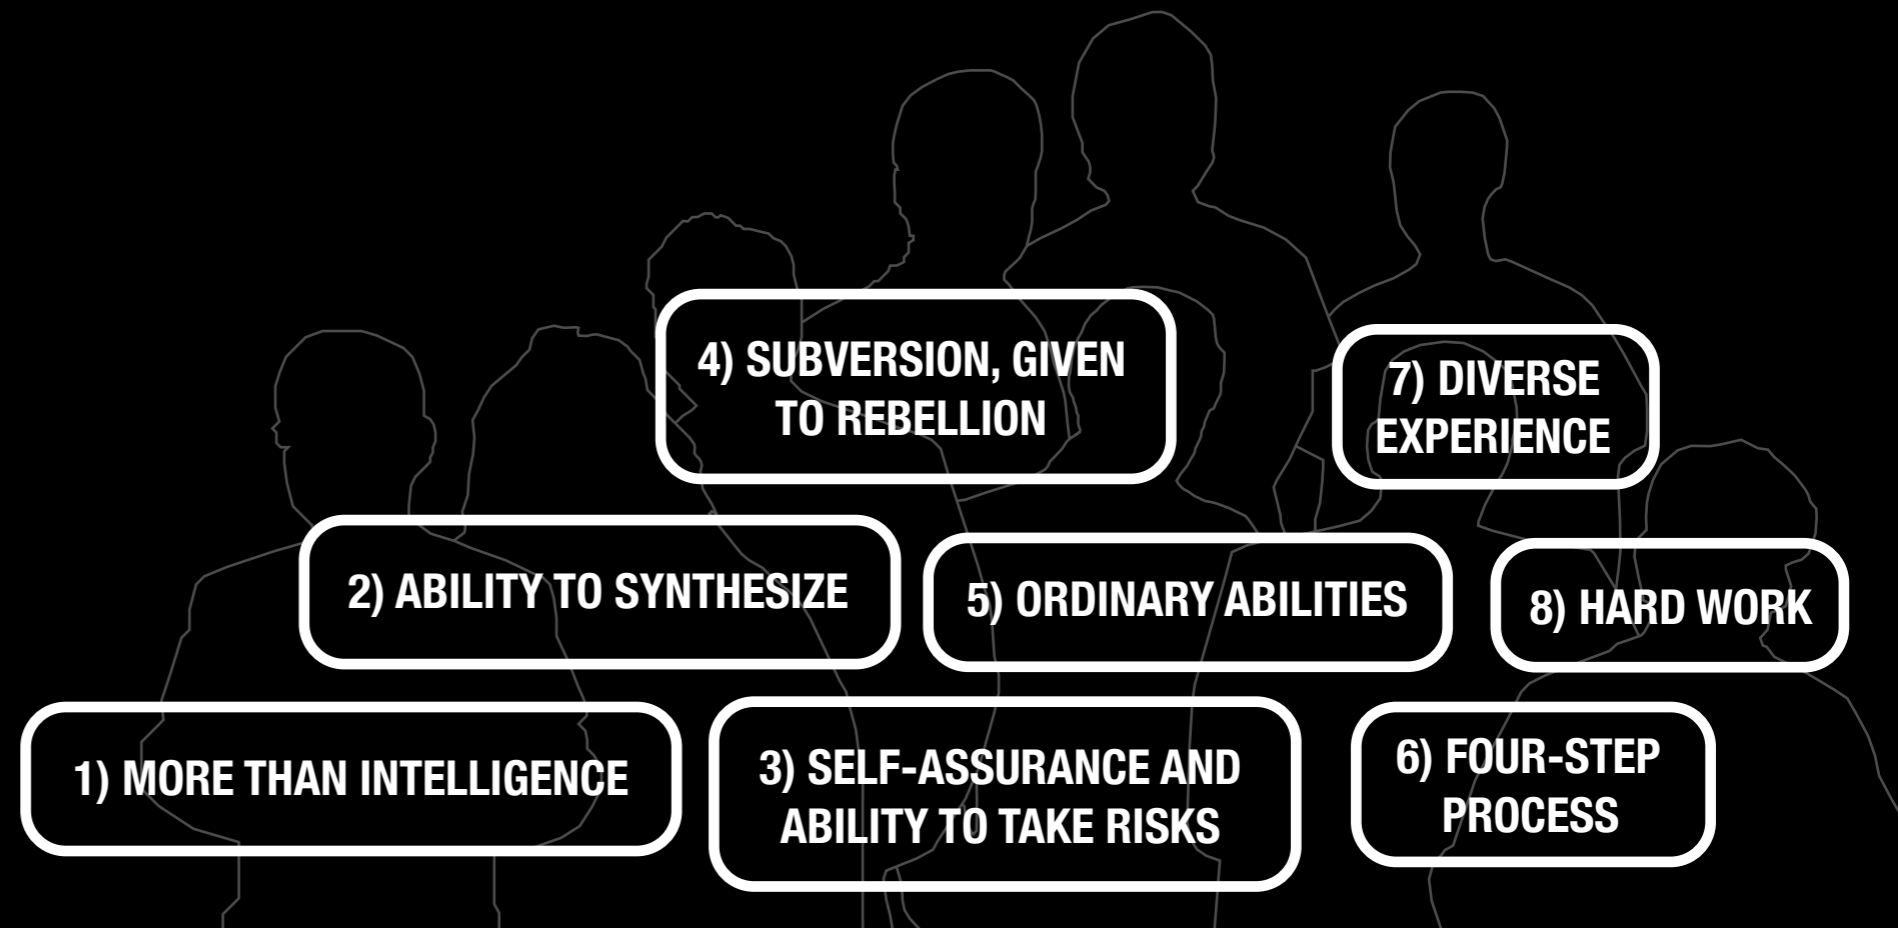 1) MORE THAN INTELLIGENCE
2) ABILITY TO SYNTHESIZE
3) SELF-ASSURANCE AND
ABILITY TO TAKE RISKS
4) SUBVERSION, GIVEN
TO REBELLION
5) ORDINARY ABILITIES
6) FOUR-STEP
PROCESS
7) DIVERSE
EXPERIENCE
8) HARD WORK